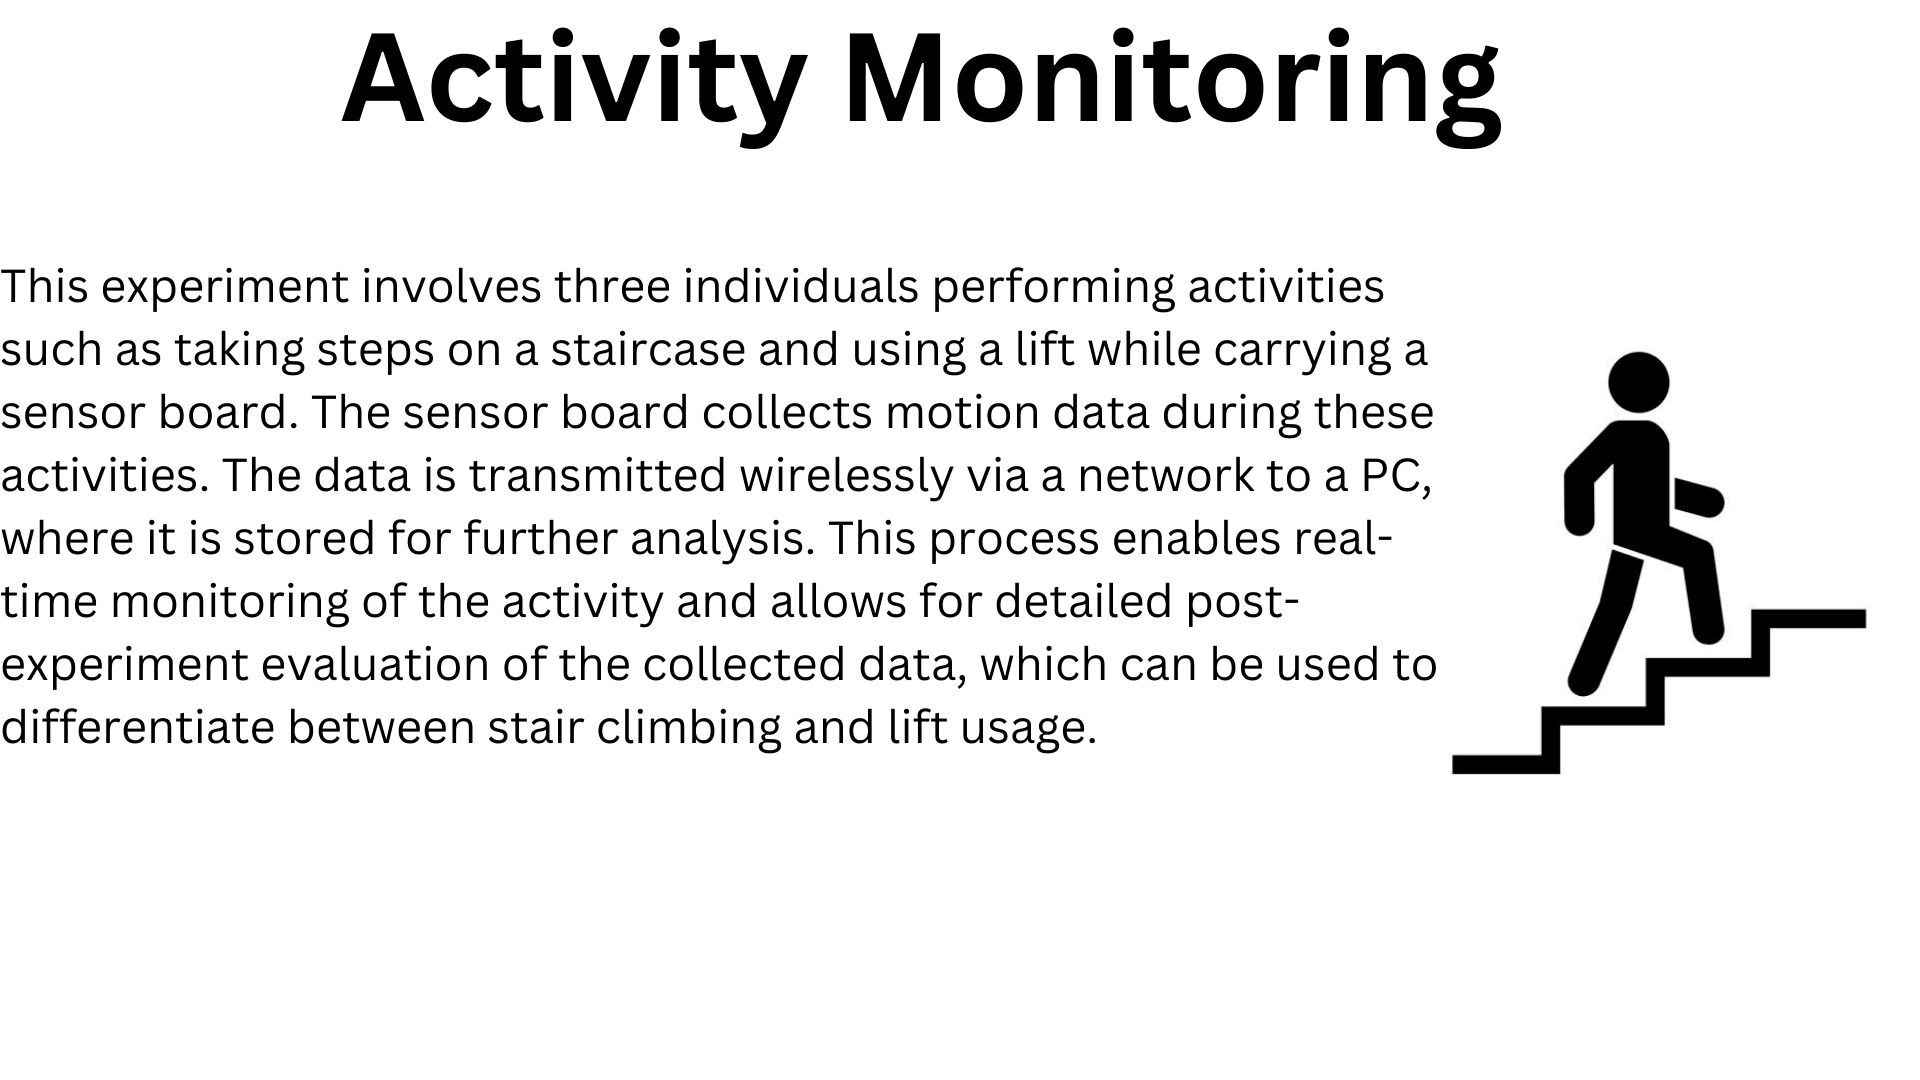 Activity Monitoring
This experiment involves three individuals performing activities
such as taking steps on a staircase and using a lift while carrying a
sensor board. The sensor board collects motion data during these
activities. The data is transmitted wirelessly via a network to a PC,
where it is stored for further analysis. This process enables real-
time monitoring of the activity and allows for detailed post-
experiment evaluation of the collected data, which can be used to
differentiate between stair climbing and lift usage.